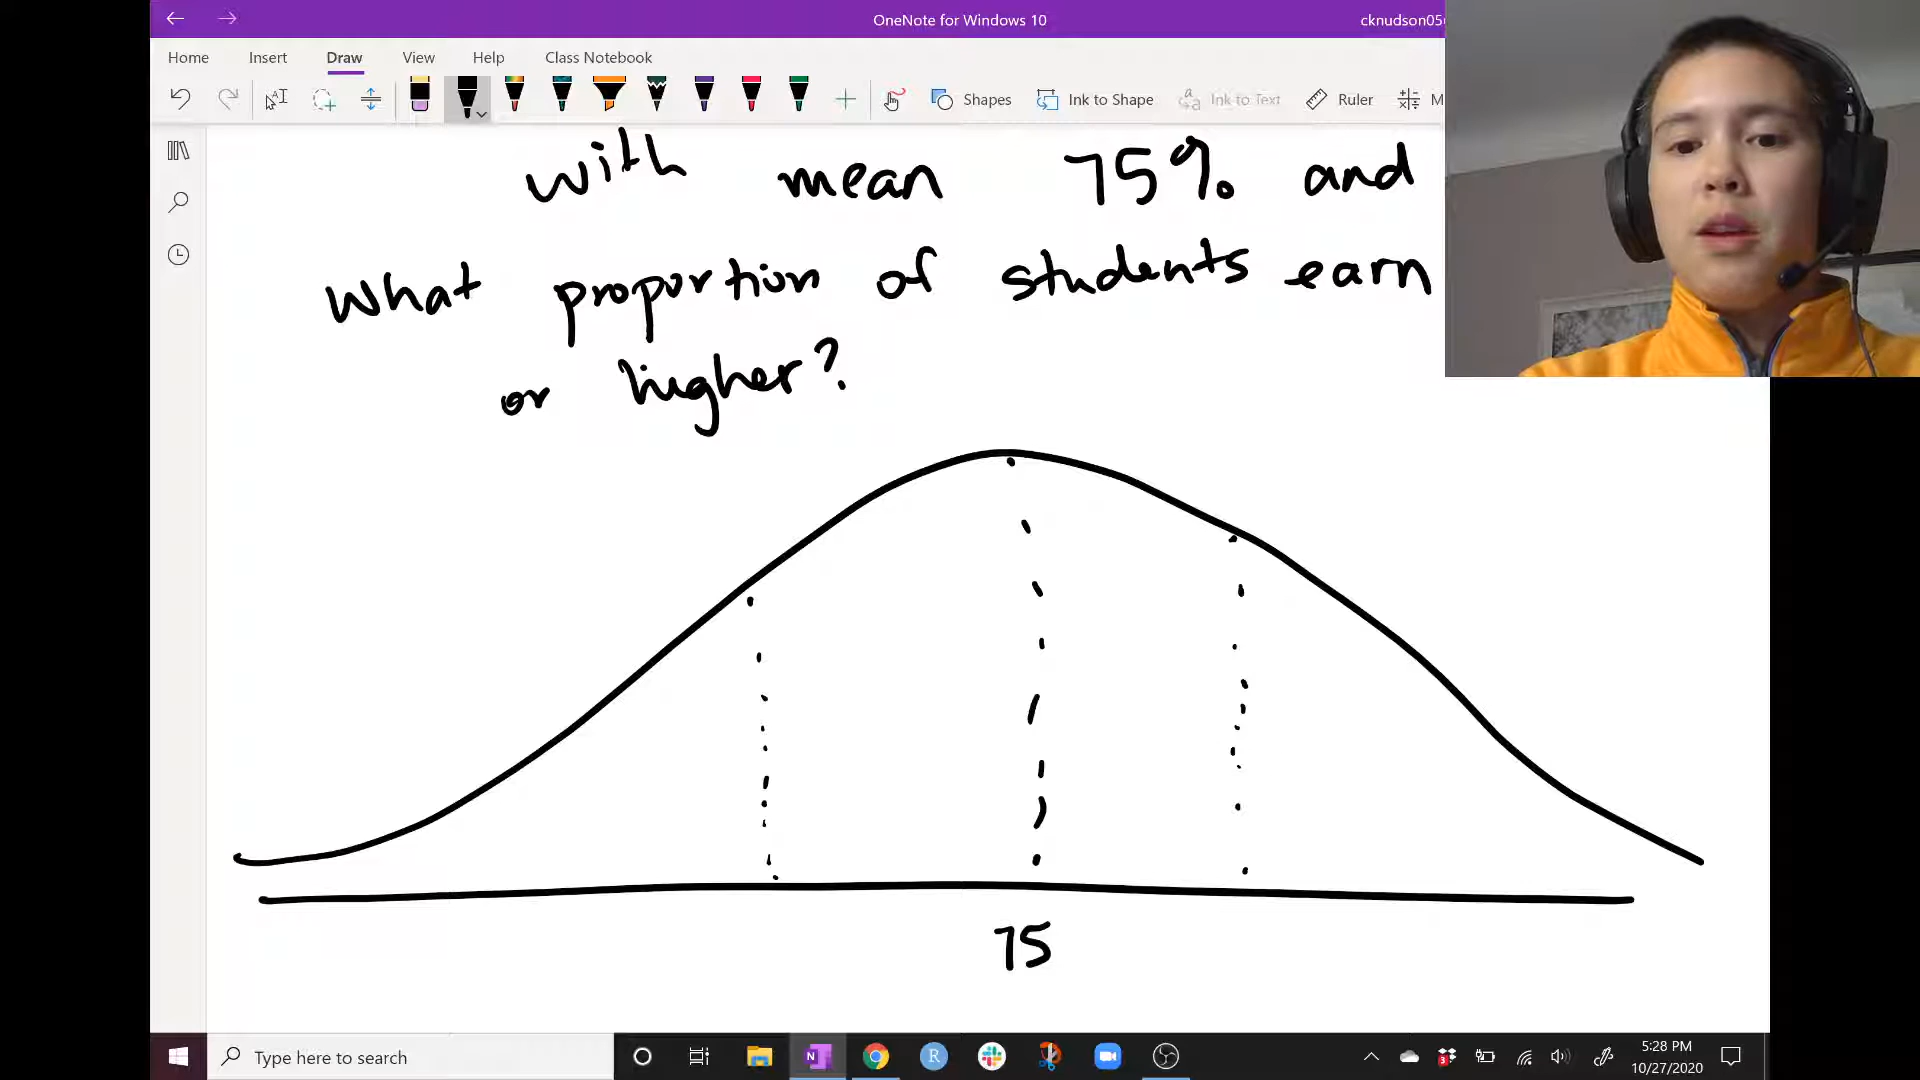 OneNote for Windows 10
cknudson05
Home Insert Draw View Help Class Notebook
Shapes Ink to Shape Ink to Text Ruler M
with mean 75% and
What proportion of students earn
or higher?
75
Type here to search
5:28 PM
10/27/2020